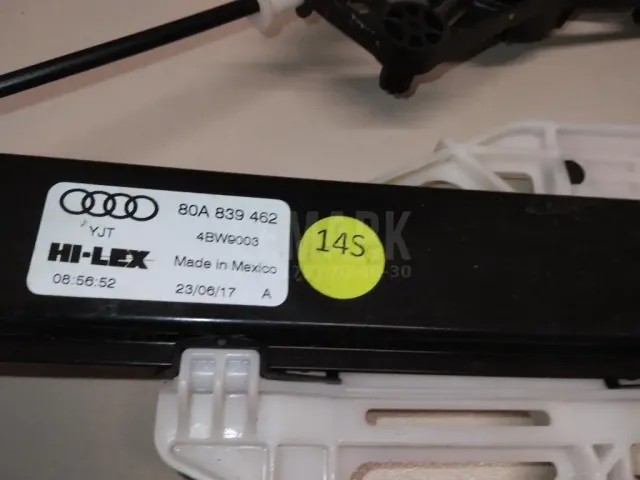 80A 839 462
YJT
4BW9003
HI-LEX
Made in Mexico
08:56:52
23/06/17
A
14S